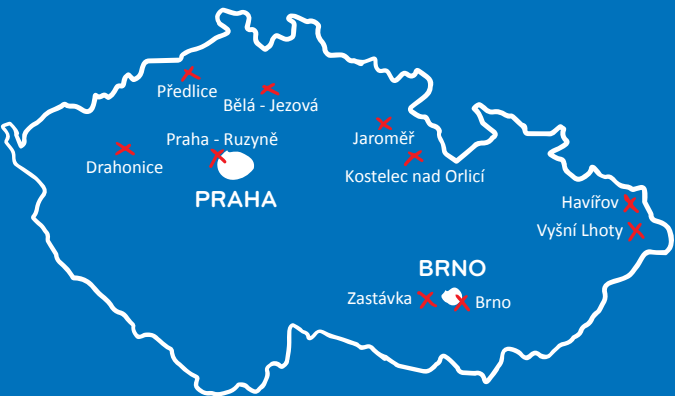 Předlice
Bělá - Jezová
Praha - Ruzyně
Jaroměř
Drahonice
Kostelec nad Orlicí
PRAHA
Havířov
Vyšní Lhoty
BRNO
Zastávka
Brno